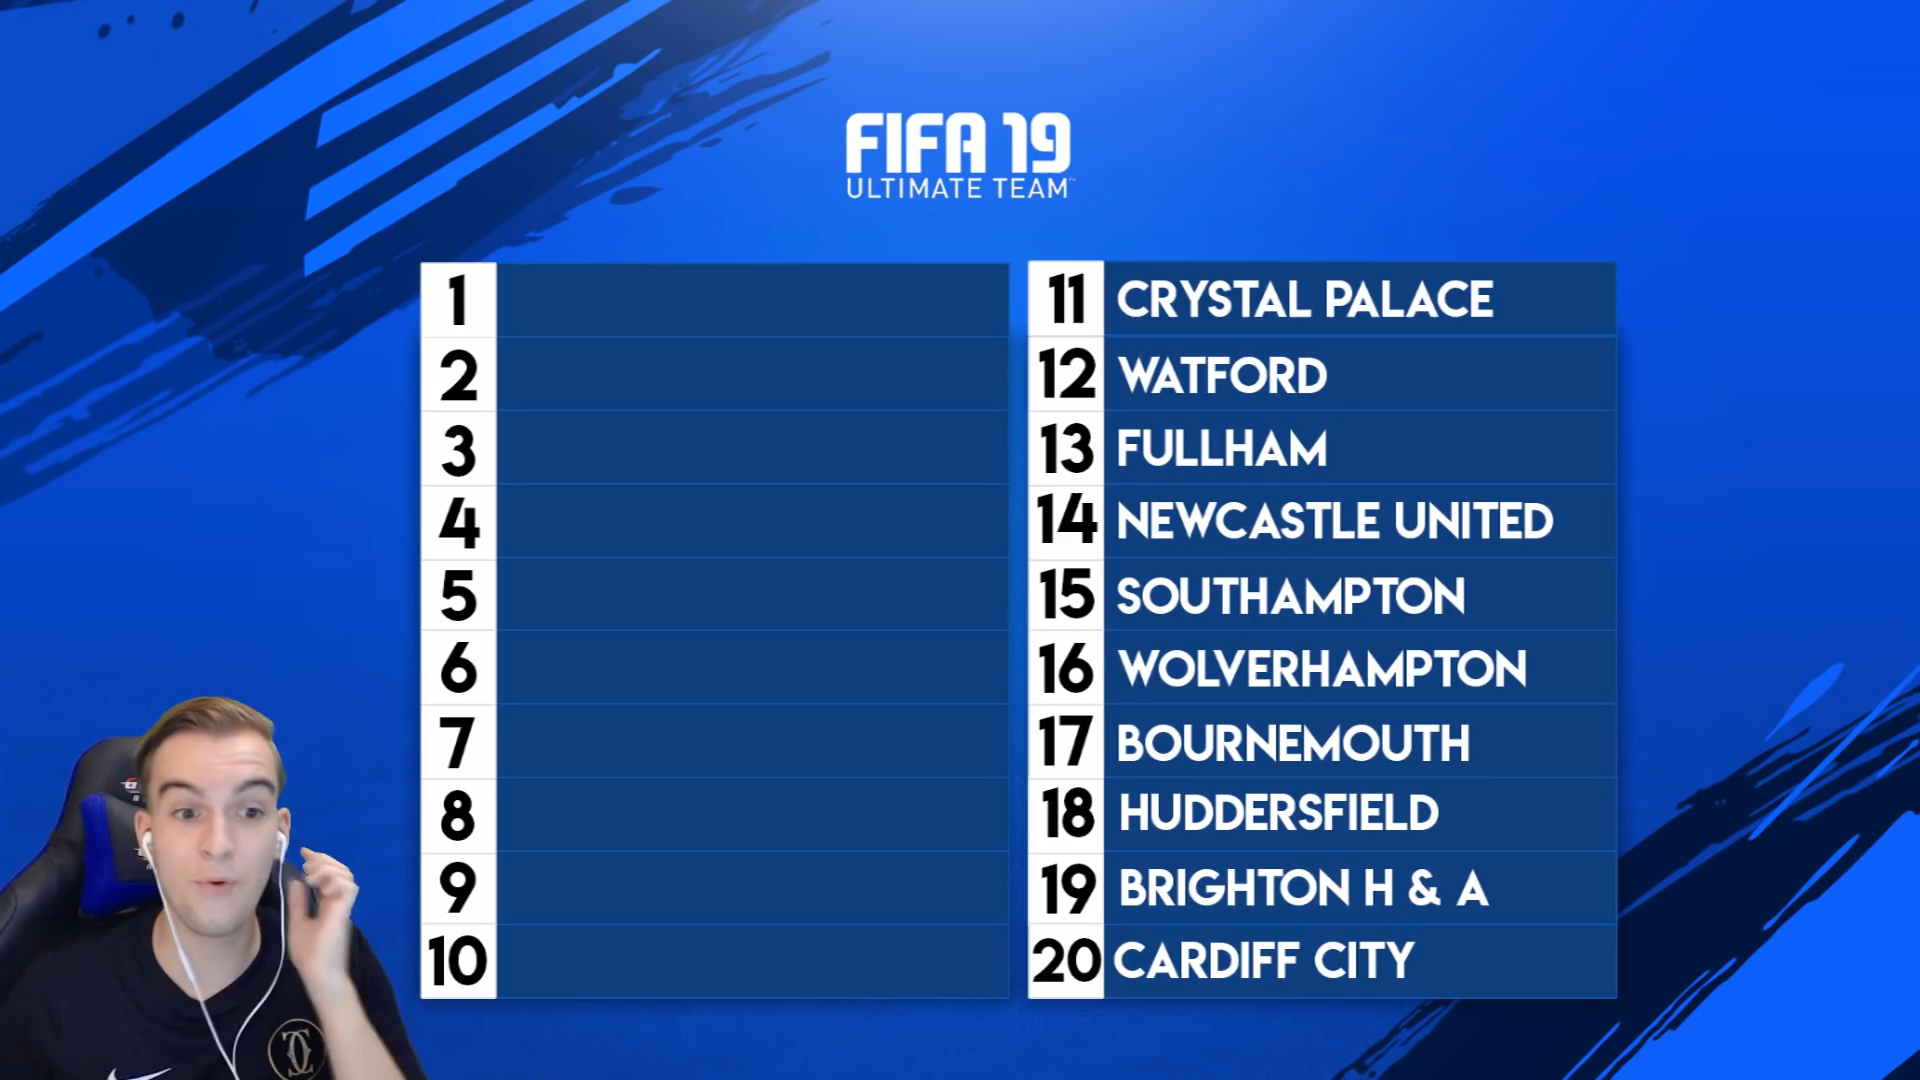 FIFA 19
ULTIMATE TEAM
1
2
3
4
5
6
7
8
9
10
11 CRYSTAL PALACE
12 WATFORD
13 FULLHAM
14 NEWCASTLE UNITED
15 SOUTHAMPTON
16 WOLVERHAMPTON
17 BOURNEMOUTH
18 HUDDERSFIELD
19 BRIGHTON H & A
20 CARDIFF CITY